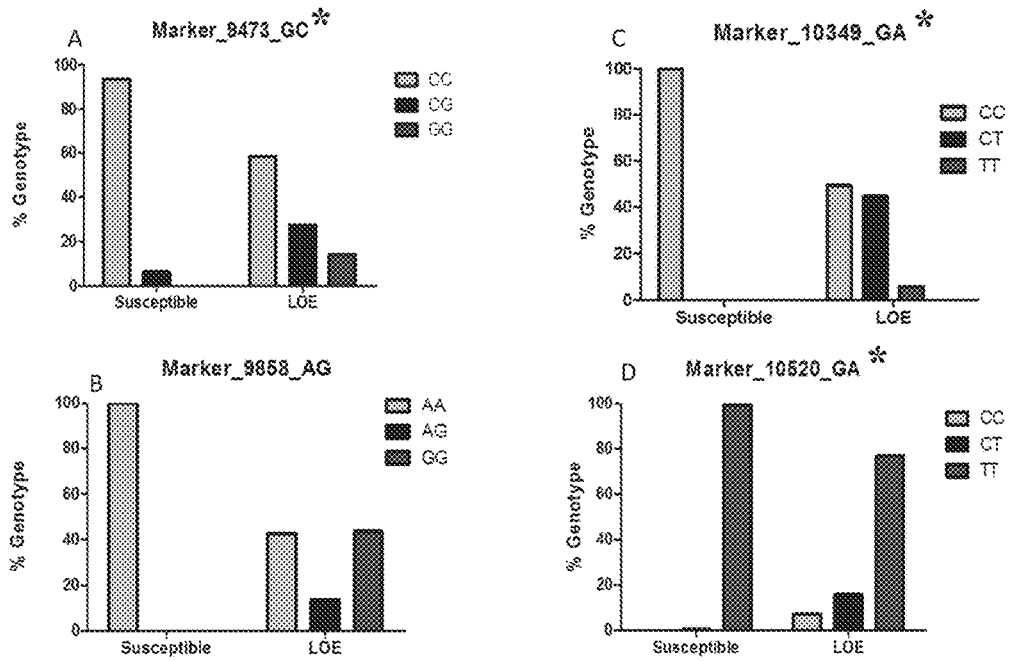 A
Marker_9473_GC*
% Genotype
100
80
60
40
20
0
Susceptible
LOE
CC
CG
GG
C
Marker_10349_GA *
% Genotype
100
80
60
40
20
0
Susceptible
LOE
CC
CT
TT
B
Marker_9858_AG
% Genotype
100
80
60
40
20
0
Susceptible
LOE
AA
AG
GG
D
Marker_10520_GA *
% Genotype
100
80
60
40
20
0
Susceptible
LOE
CC
CT
TT